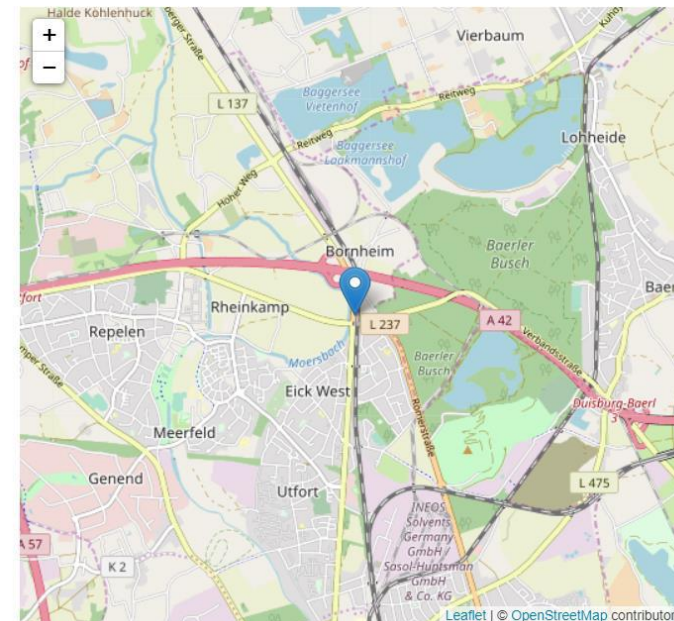 Halde Kohlenhuck
+
−
Vierbaum
L 137
Baggersee
Vietenhof
Reitweg
Reitweg
Baggersee
Laakmannshof
Lohheide
Hoher Weg
Bornheim
Baerler
Busch
Rheinkamp
L 237
A 42
Repelen
Moersbach
Baerler
Busch
Verbandsstraße
Eick West
Römerstraße
Duisburg-Baerl
3
Meerfeld
Genend
Utfort
L 475
INEOS
Solvents
Germany
GmbH -
Sasol-Huntsman
GmbH
& Co. KG
A 57
K 2
Leaflet | © OpenStreetMap contributor